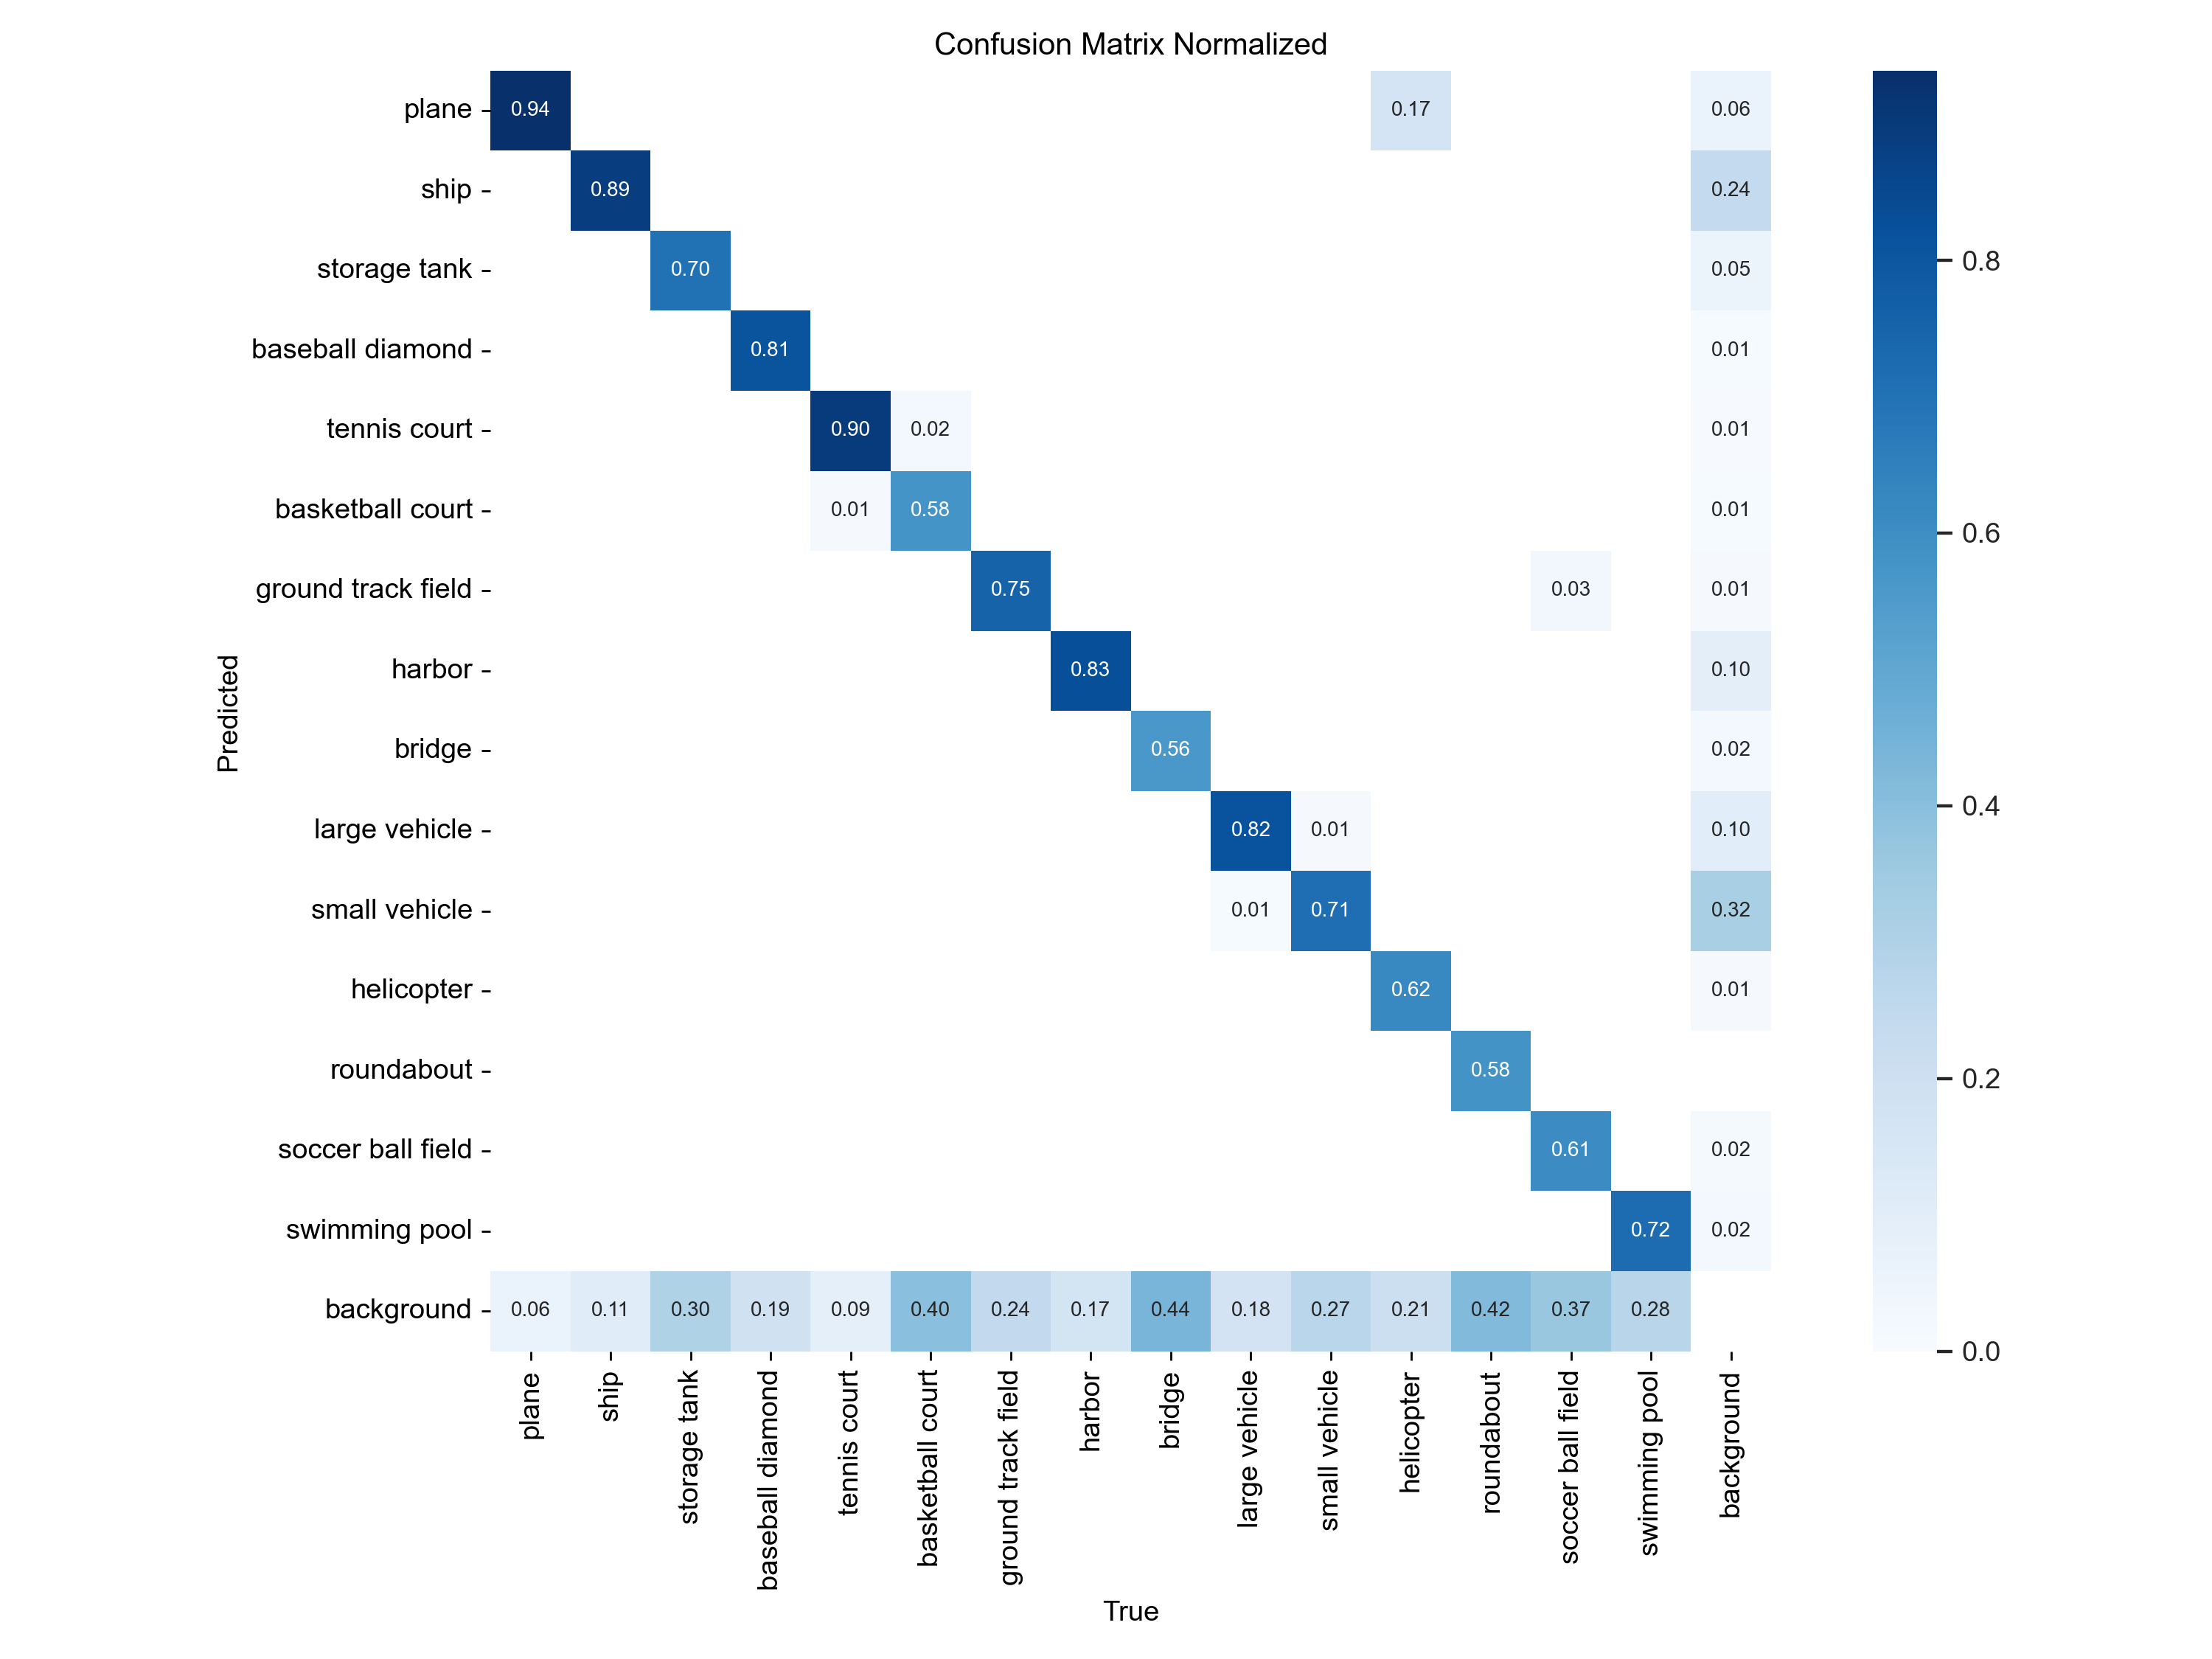 Confusion Matrix Normalized
plane 0.94 0.17 0.06
ship 0.89 0.24
storage tank 0.70 0.05
baseball diamond 0.81 0.01
tennis court 0.90 0.02 0.01
basketball court 0.01 0.58 0.01
ground track field 0.75 0.03 0.01
harbor 0.83 0.10
bridge 0.56 0.02
large vehicle 0.82 0.01 0.10
small vehicle 0.01 0.71 0.32
helicopter 0.62 0.01
roundabout 0.58
soccer ball field 0.61 0.02
swimming pool 0.72 0.02
background 0.06 0.11 0.30 0.19 0.09 0.40 0.24 0.17 0.44 0.18 0.27 0.21 0.42 0.37 0.28
Predicted
plane
ship
storage tank
baseball diamond
tennis court
basketball court
ground track field
harbor
bridge
large vehicle
small vehicle
helicopter
roundabout
soccer ball field
swimming pool
background
True
0.8
0.6
0.4
0.2
0.0